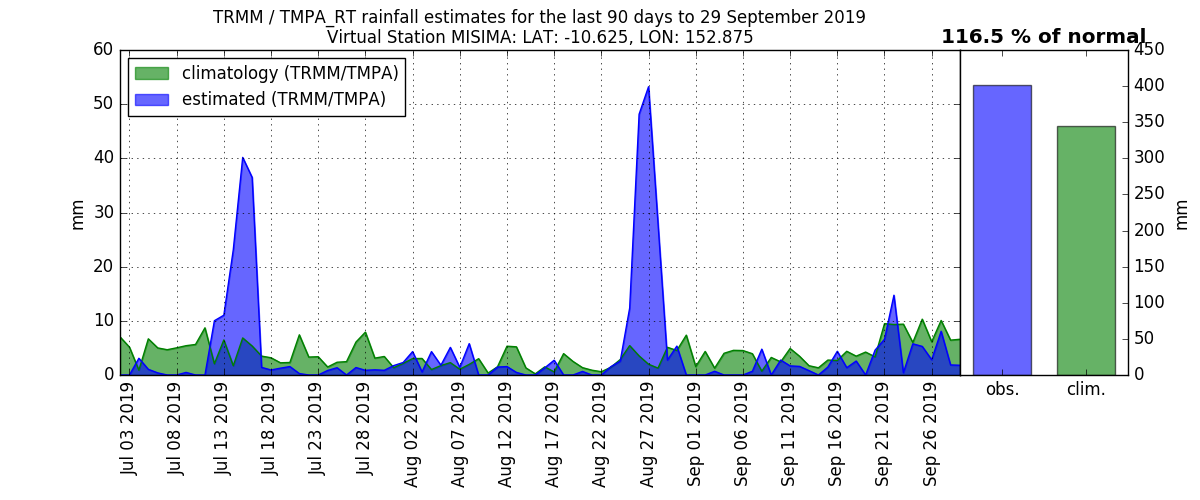 TRMM / TMPA_RT rainfall estimates for the last 90 days to 29 September 2019
Virtual Station MISIMA: LAT: -10.625, LON: 152.875
116.5 % of normal
climatology (TRMM/TMPA)
estimated (TRMM/TMPA)
60
50
40
30
20
10
0
mm
Jul 03 2019
Jul 08 2019
Jul 13 2019
Jul 18 2019
Jul 23 2019
Jul 28 2019
Aug 02 2019
Aug 07 2019
Aug 12 2019
Aug 17 2019
Aug 22 2019
Aug 27 2019
Sep 01 2019
Sep 06 2019
Sep 11 2019
Sep 16 2019
Sep 21 2019
Sep 26 2019
450
400
350
300
250
200
150
100
50
0
mm
obs.
clim.